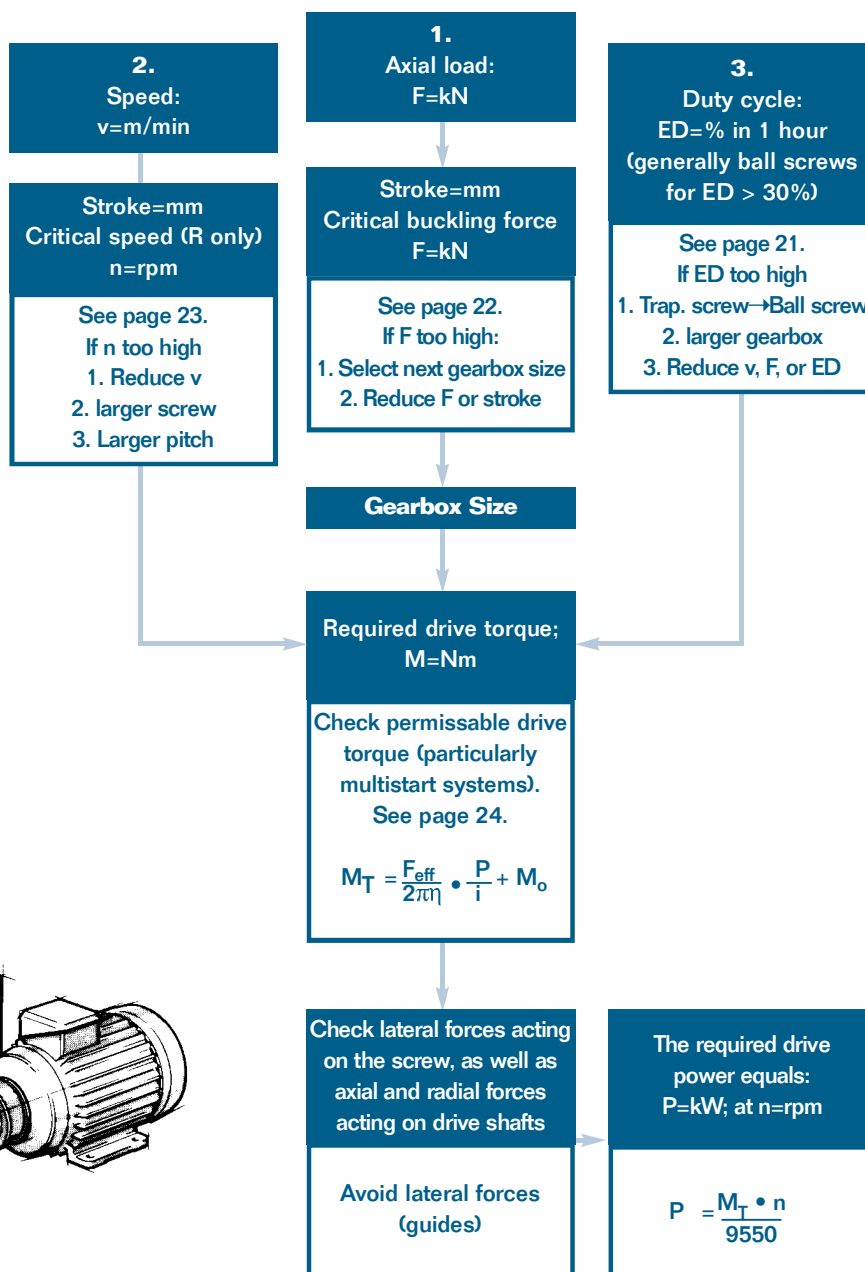 1.
Axial load:
F=kN
Stroke=mm
Critical buckling force
F=kN
See page 22.
If F too high:
1. Select next gearbox size
2. Reduce F or stroke
2.
Speed:
v=m/min
Stroke=mm
Critical speed (R only)
n=rpm
See page 23.
If n too high
1. Reduce v
2. larger screw
3. Larger pitch
3.
Duty cycle:
ED=% in 1 hour
(generally ball screws
for ED > 30%)
See page 21.
If ED too high
1. Trap. screw→Ball screw
2. larger gearbox
3. Reduce v, F, or ED
Gearbox Size
Required drive torque;
M=Nm
Check permissable drive
torque (particularly
multistart systems).
See page 24.
M_T = F_eff/2πη • P/i + M_o
Check lateral forces acting
on the screw, as well as
axial and radial forces
acting on drive shafts
Avoid lateral forces
(guides)
The required drive
power equals:
P=kW; at n=rpm
P = M_T • n/9550